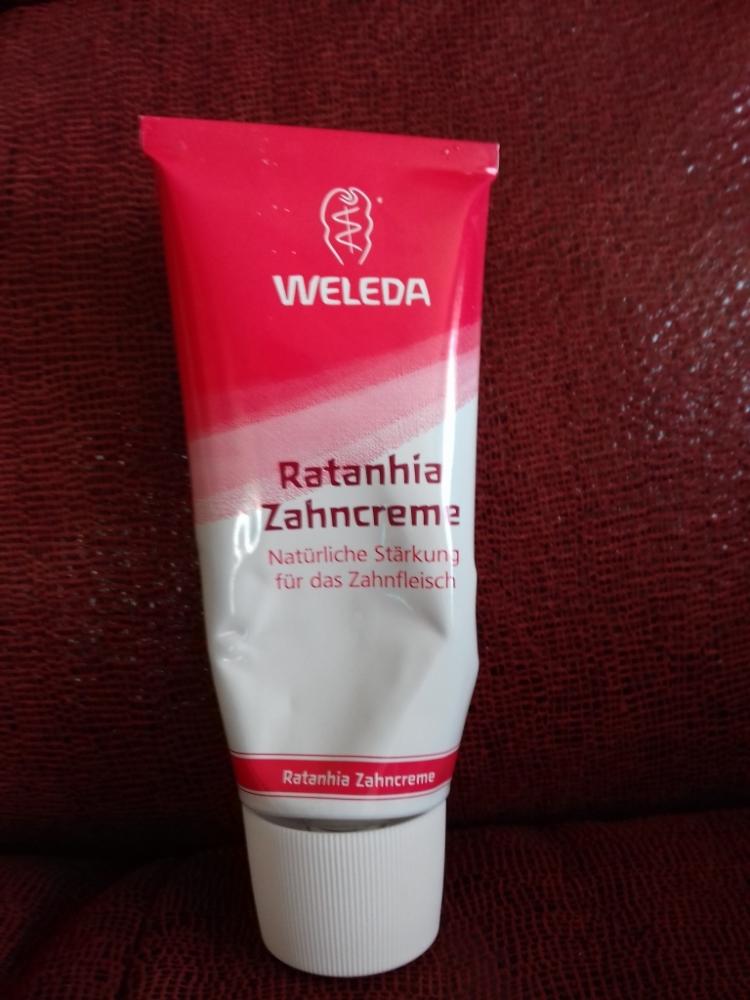 WELEDA
Ratanhia
Zahncreme
Natürliche Stärkung
für das Zahnfleisch
Ratanhia Zahncreme